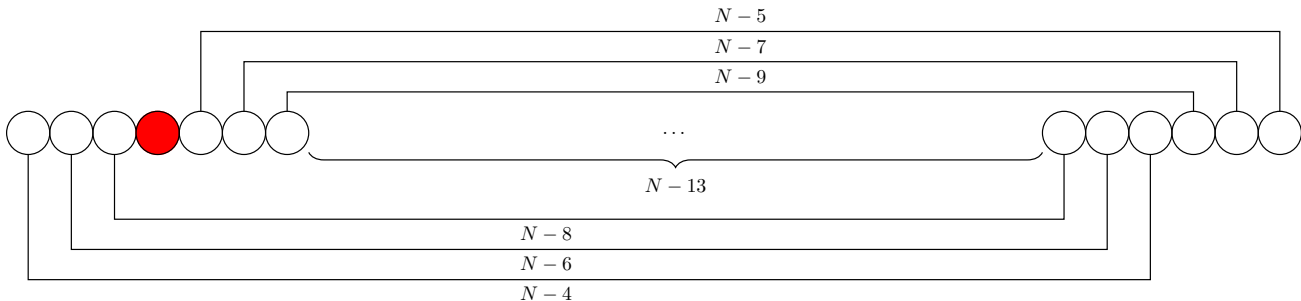 N − 5
N − 7
N − 9
...
N − 13
N − 8
N − 6
N − 4